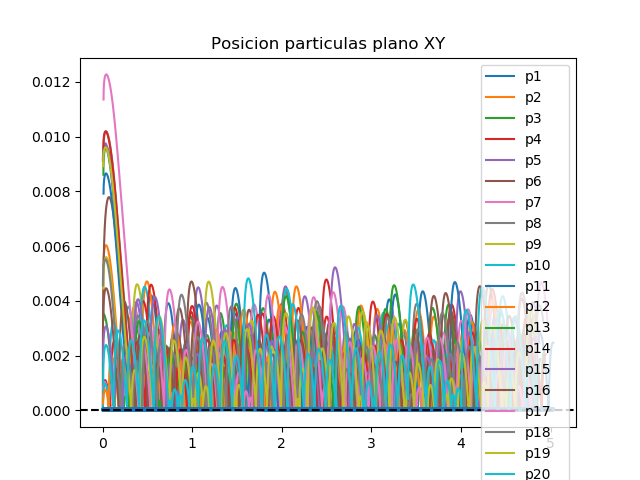 Posicion particulas plano XY
0.012
0.010
0.008
0.006
0.004
0.002
0.000
0
1
2
3
4
5
p1
p2
p3
p4
p5
p6
p7
p8
p9
p10
p11
p12
p13
p14
p15
p16
p17
p18
p19
p20